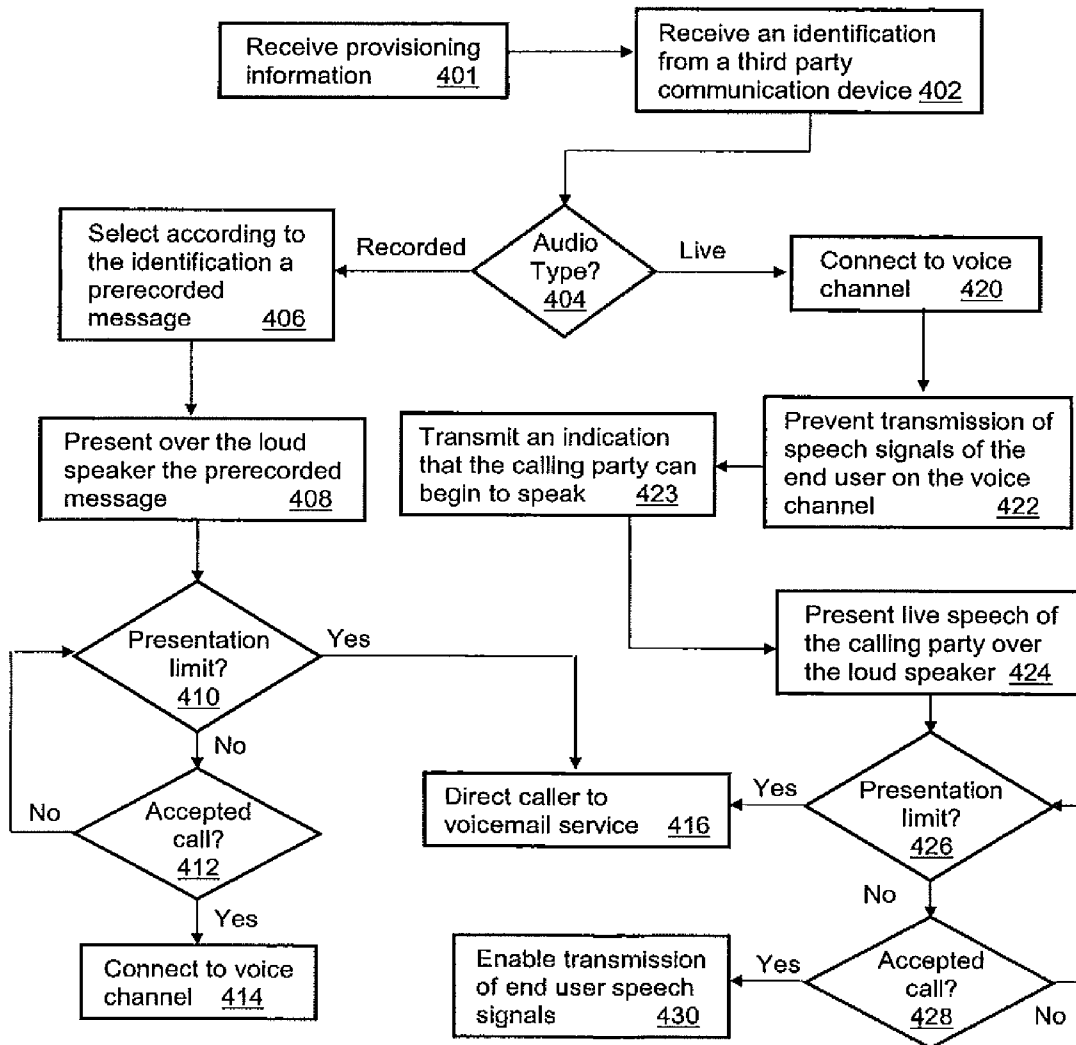 Receive provisioning
information 401
Receive an identification
from a third party
communication device 402
Audio
Type?
404
Recorded
Live
Select according to
the identification a
prerecorded
message 406
Connect to voice
channel 420
Present over the loud
speaker the prerecorded
message 408
Transmit an indication
that the calling party can
begin to speak 423
Prevent transmission of
speech signals of the
end user on the voice
channel 422
Present live speech of
the calling party over
the loud speaker 424
Presentation
limit?
410
Yes
No
Accepted
call?
412
No
Yes
Connect to voice
channel 414
Direct caller to
voicemail service 416
Yes
Presentation
limit?
426
No
Enable transmission
of end user speech
signals 430
Yes
Accepted
call?
428
No